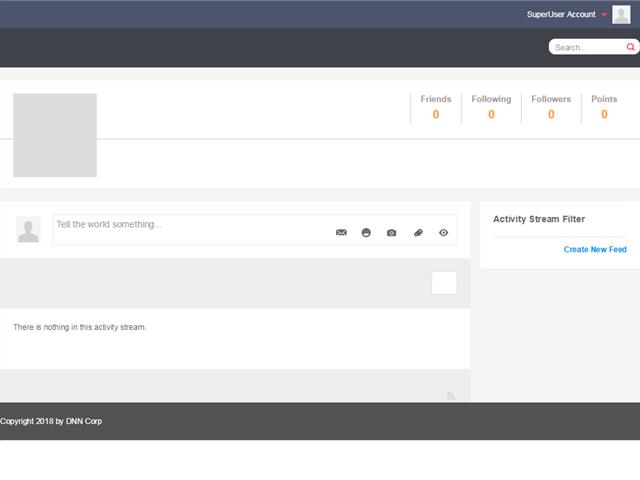 SuperUser Account
Search...
Friends Following Followers Points
0 0 0 0
Tell the world something...
Activity Stream Filter
Create New Feed
There is nothing in this activity stream.
Copyright 2018 by DNN Corp